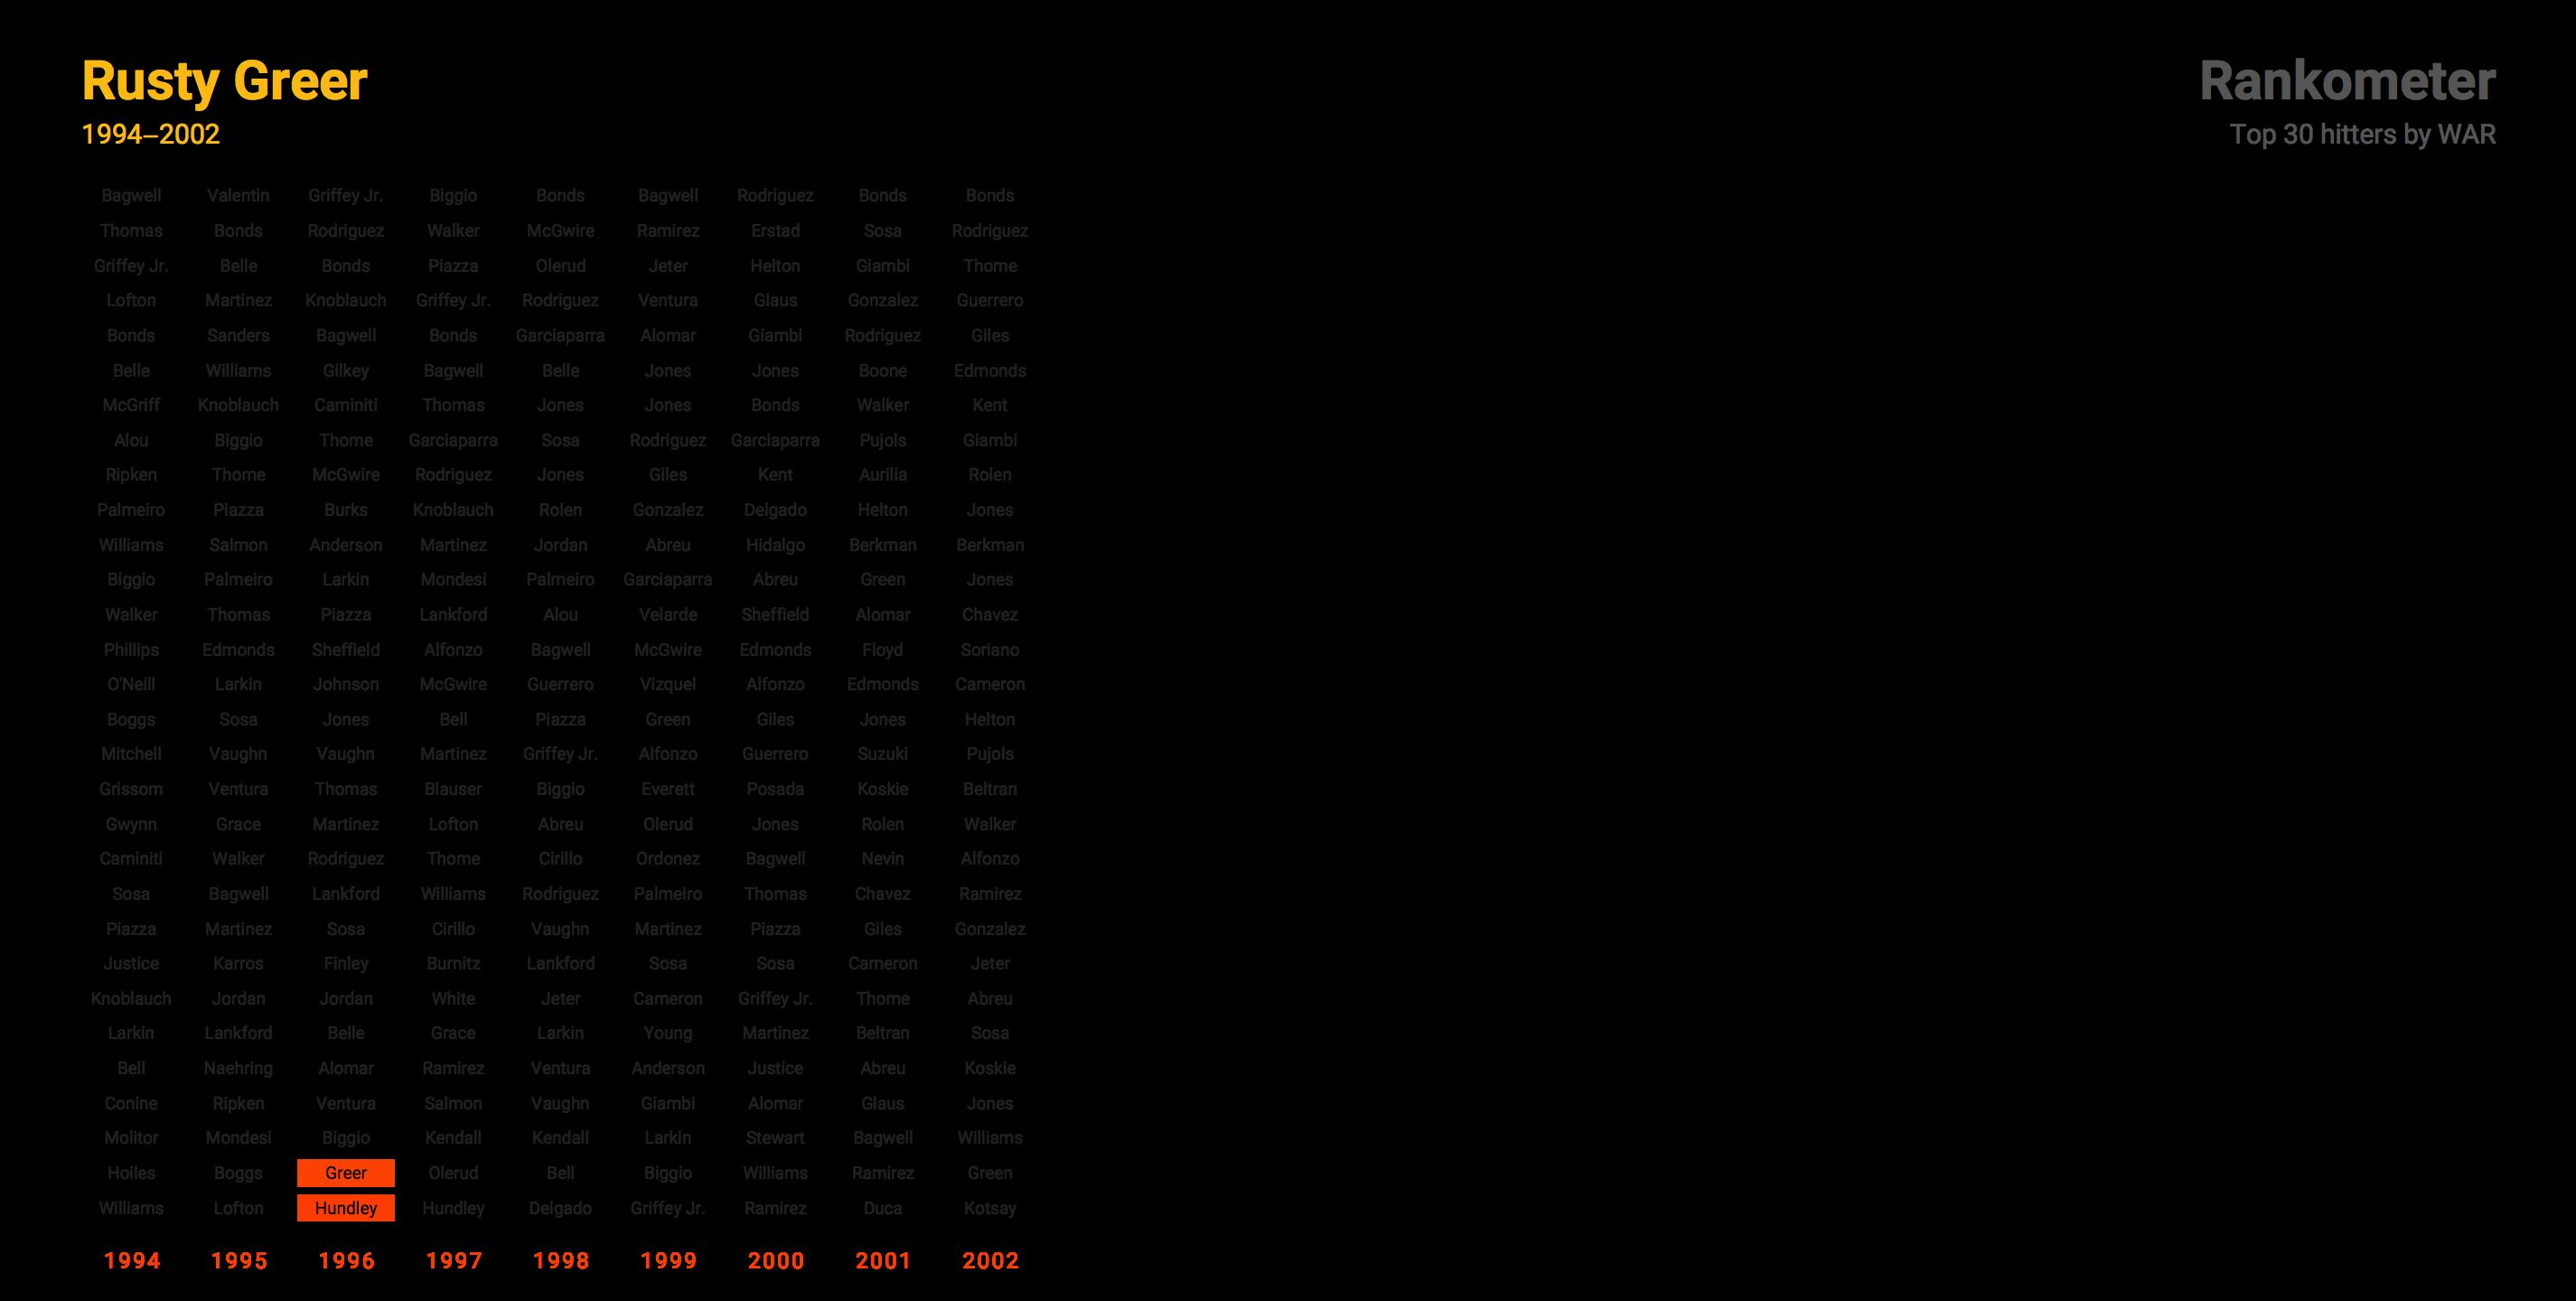 Rusty Greer
1994–2002
Rankometer
Top 30 hitters by WAR
Bagwell Valentin Griffey Jr. Biggio Bonds Bagwell Rodriguez Bonds Bonds
Thomas Bonds Rodriguez Walker McGwire Ramirez Erstad Sosa Rodriguez
Griffey Jr. Belle Bonds Piazza Olerud Jeter Helton Giambi Thome
Lofton Martinez Knoblauch Griffey Jr. Rodriguez Ventura Glaus Gonzalez Guerrero
Bonds Sanders Bagwell Bonds Garciaparra Alomar Giambi Rodriguez Giles
Belle Williams Gilkey Bagwell Belle Jones Jones Boone Edmonds
McGriff Knoblauch Caminiti Thomas Jones Jones Bonds Walker Kent
Alou Biggio Thome Garciaparra Sosa Rodriguez Garciaparra Pujols Giambi
Ripken Thome McGwire Rodriguez Jones Giles Kent Aurilia Rolen
Palmeiro Piazza Burks Knoblauch Rolen Gonzalez Delgado Helton Jones
Williams Salmon Anderson Martinez Jordan Abreu Hidalgo Berkman Berkman
Biggio Palmeiro Larkin Mondesi Palmeiro Garciaparra Abreu Green Jones
Walker Thomas Piazza Lankford Alou Velarde Sheffield Alomar Chavez
Phillips Edmonds Sheffield Alfonzo Bagwell McGwire Edmonds Floyd Soriano
O'Neill Larkin Johnson McGwire Guerrero Vizquel Alfonzo Edmonds Cameron
Boggs Sosa Jones Bell Piazza Green Giles Jones Helton
Mitchell Vaughn Vaughn Martinez Griffey Jr. Alfonzo Guerrero Suzuki Pujols
Grissom Ventura Thomas Blauser Biggio Everett Posada Koskie Beltran
Gwynn Grace Martinez Lofton Abreu Olerud Jones Rolen Walker
Caminiti Walker Rodriguez Thome Cirillo Ordonez Bagwell Nevin Alfonzo
Sosa Bagwell Lankford Williams Rodriguez Palmeiro Thomas Chavez Ramirez
Piazza Martinez Sosa Cirillo Vaughn Martinez Piazza Giles Gonzalez
Justice Karros Finley Burnitz Lankford Sosa Sosa Cameron Jeter
Knoblauch Jordan Jordan White Jeter Cameron Griffey Jr. Thome Abreu
Larkin Lankford Belle Grace Larkin Young Martinez Beltran Sosa
Bell Naehring Alomar Ramirez Ventura Anderson Justice Abreu Koskie
Conine Ripken Ventura Salmon Vaughn Giambi Alomar Glaus Jones
Molitor Mondesi Biggio Kendall Kendall Larkin Stewart Bagwell Williams
Hoiles Boggs Greer Olerud Bell Biggio Williams Ramirez Green
Williams Lofton Hundley Hundley Delgado Griffey Jr. Ramirez Duca Kotsay
1994 1995 1996 1997 1998 1999 2000 2001 2002